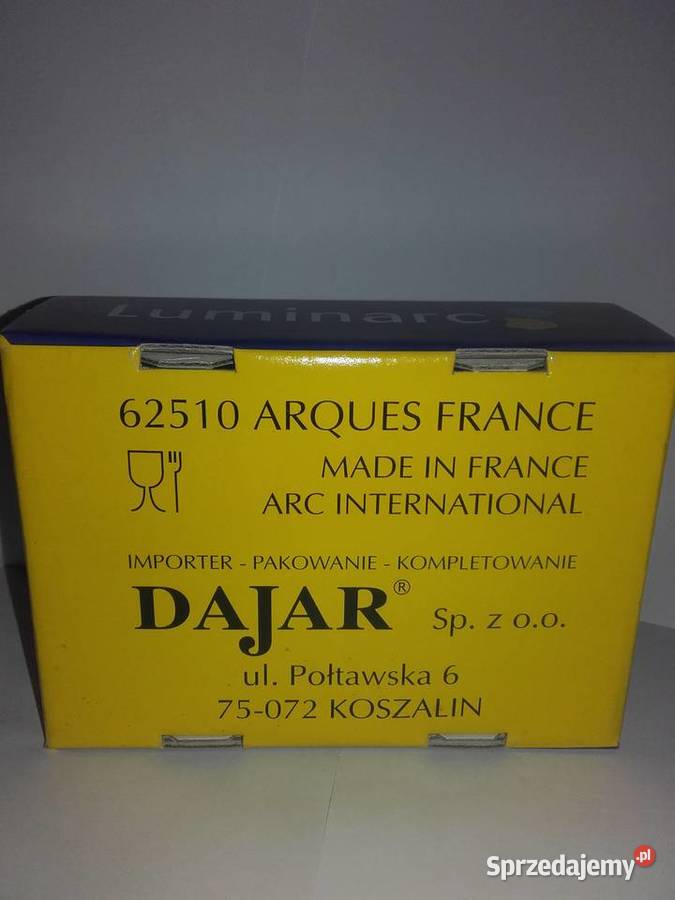 Luminarc
62510 ARQUES FRANCE
MADE IN FRANCE
ARC INTERNATIONAL
IMPORTER - PAKOWANIE - KOMPLETOWANIE
DAJAR® Sp. z o.o.
ul. Połtawska 6
75-072 KOSZALIN
Sprzedajemy.pl